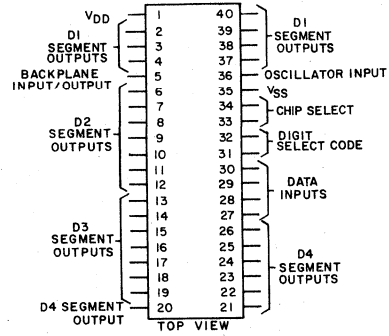 VDD 1 40
D1 SEGMENT OUTPUTS 2 39 D1 SEGMENT OUTPUTS
3 38
4 37
BACKPLANE INPUT/OUTPUT 5 36 OSCILLATOR INPUT
6 35 VSS
D2 SEGMENT OUTPUTS 7 34 CHIP SELECT
8 33
9 32 DIGIT SELECT CODE
10 31
11 30 DATA INPUTS
12 29
D3 SEGMENT OUTPUTS 13 28
14 27
15 26 D4 SEGMENT OUTPUTS
16 25
17 24
18 23
19 22
D4 SEGMENT OUTPUT 20 21
TOP VIEW